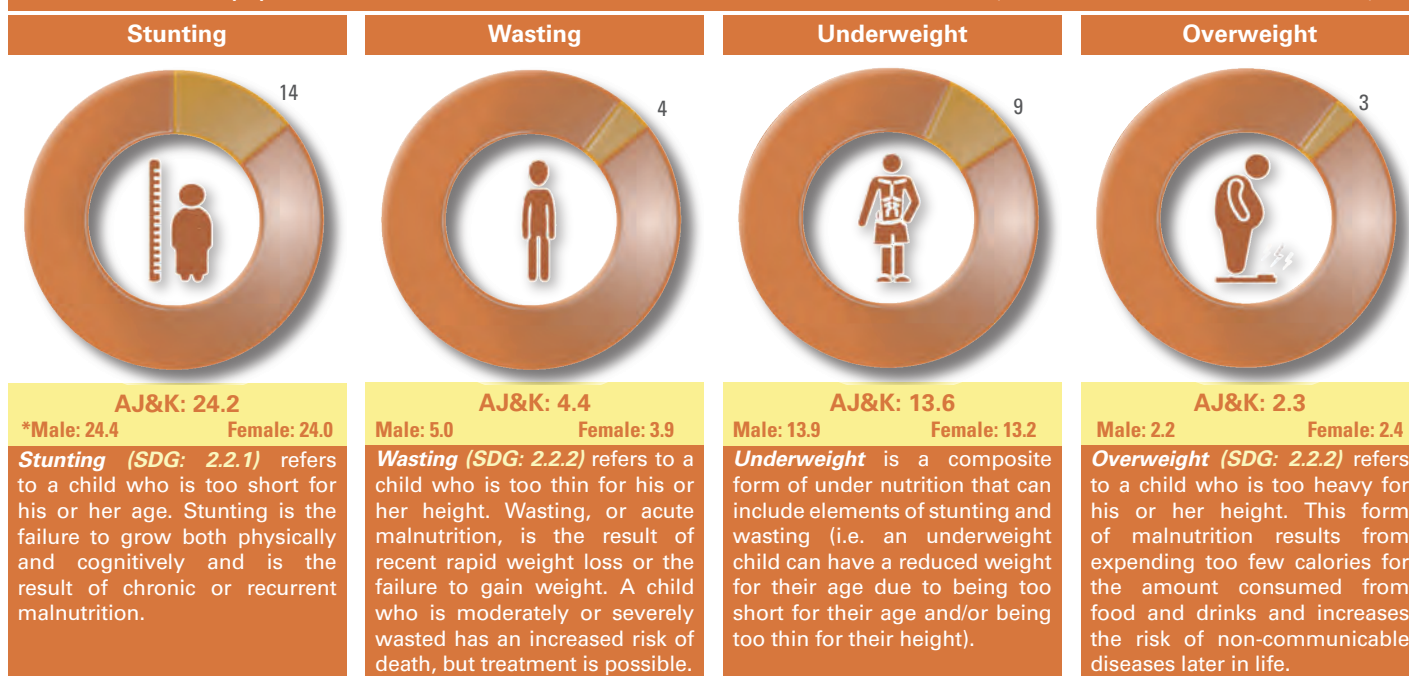 Stunting
14
AJ&K: 24.2
*Male: 24.4 Female: 24.0
Stunting (SDG: 2.2.1) refers
to a child who is too short for
his or her age. Stunting is the
failure to grow both physically
and cognitively and is the
result of chronic or recurrent
malnutrition.
Wasting
4
AJ&K: 4.4
Male: 5.0 Female: 3.9
Wasting (SDG: 2.2.2) refers to a
child who is too thin for his or
her height. Wasting, or acute
malnutrition, is the result of
recent rapid weight loss or the
failure to gain weight. A child
who is moderately or severely
wasted has an increased risk of
death, but treatment is possible.
Underweight
9
AJ&K: 13.6
Male: 13.9 Female: 13.2
Underweight is a composite
form of under nutrition that can
include elements of stunting and
wasting (i.e. an underweight
child can have a reduced weight
for their age due to being too
short for their age and/or being
too thin for their height).
Overweight
3
AJ&K: 2.3
Male: 2.2 Female: 2.4
Overweight (SDG: 2.2.2) refers
to a child who is too heavy for
his or her height. This form
of malnutrition results from
expending too few calories for
the amount consumed from
food and drinks and increases
the risk of non-communicable
diseases later in life.